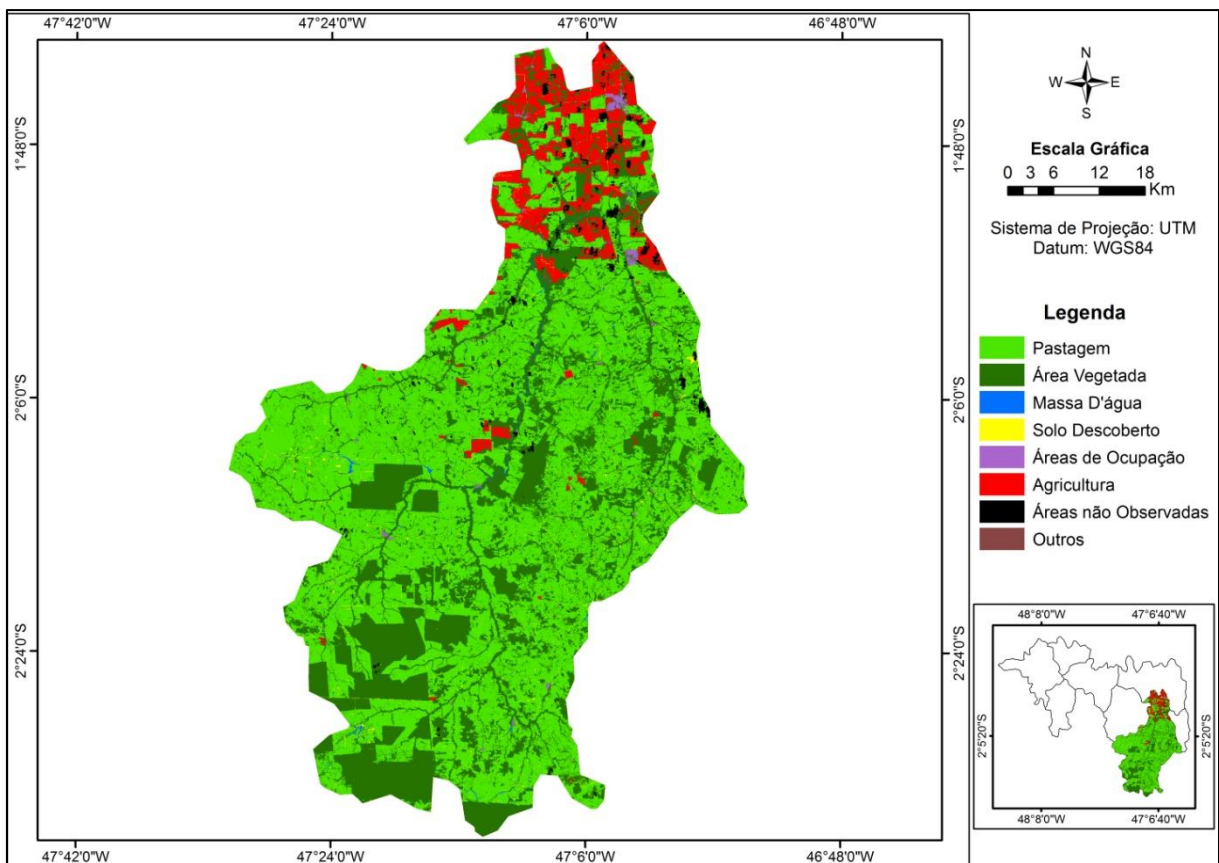 47°42'0"W 47°24'0"W 47°6'0"W 46°48'0"W
1°48'0"S 1°48'0"S
2°6'0"S 2°6'0"S
2°24'0"S 2°24'0"S
47°42'0"W 47°24'0"W 47°6'0"W 46°48'0"W
N
W E
S
Escala Gráfica
0 3 6 12 18
Km
Sistema de Projeção: UTM
Datum: WGS84
Legenda
Pastagem
Área Vegetada
Massa D'água
Solo Descoberto
Áreas de Ocupação
Agricultura
Áreas não Observadas
Outros
48°8'0"W 47°6'40"W
2°5'20"S 2°5'20"S
48°8'0"W 47°6'40"W